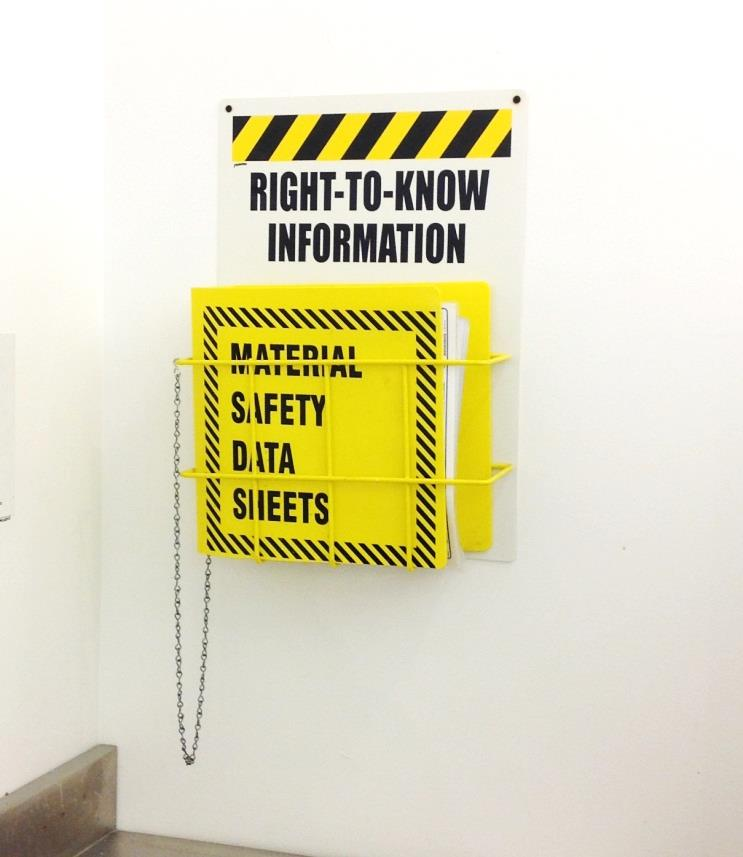 RIGHT-TO-KNOW
INFORMATION
MATERIAL
SAFETY
DATA
SHEETS